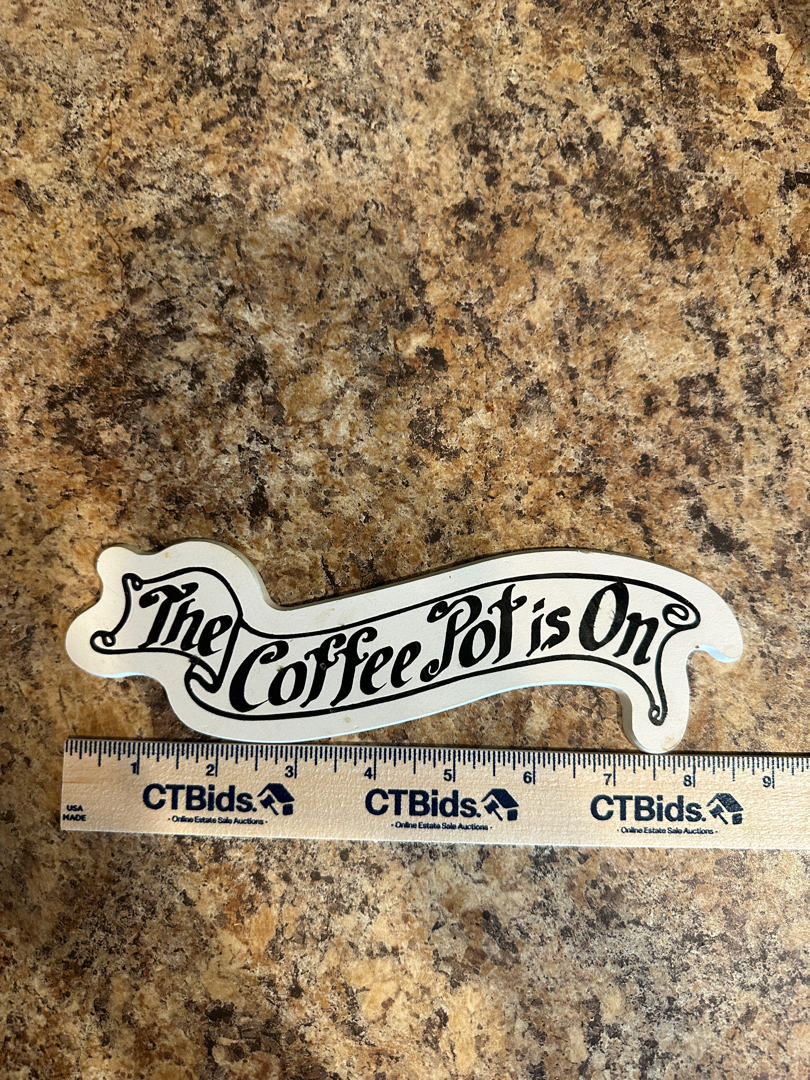 The
Coffee Pot is On
1 2 3 4 5 6 7 8 9
USA
MADE
CTBids.
- Online Estate Sale Auctions -
CTBids.
- Online Estate Sale Auctions -
CTBids.
- Online Estate Sale Auctions -